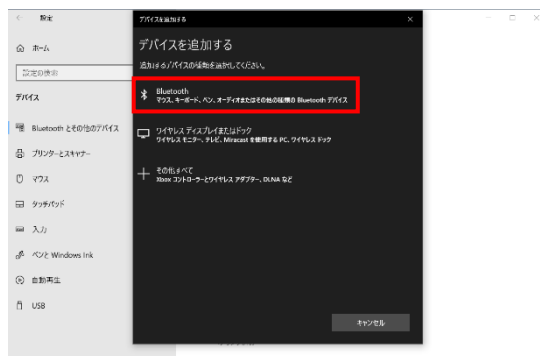 設定
デバイスを追加する
ホーム
設定の検索
デバイス
Bluetooth とその他のデバイス
プリンターとスキャナー
マウス
タッチパッド
入力
ペンと Windows Ink
自動再生
USB
デバイスを追加する
追加するデバイスの種類を選択してください。
Bluetooth
マウス、キーボード、ペン、オーディオまたはその他の種類の Bluetooth デバイス
ワイヤレス ディスプレイまたはドック
ワイヤレス モニター、テレビ、Miracast を使用する PC、ワイヤレス ドック
その他すべて
Xbox コントローラーとワイヤレス アダプター、DLNA など
キャンセル